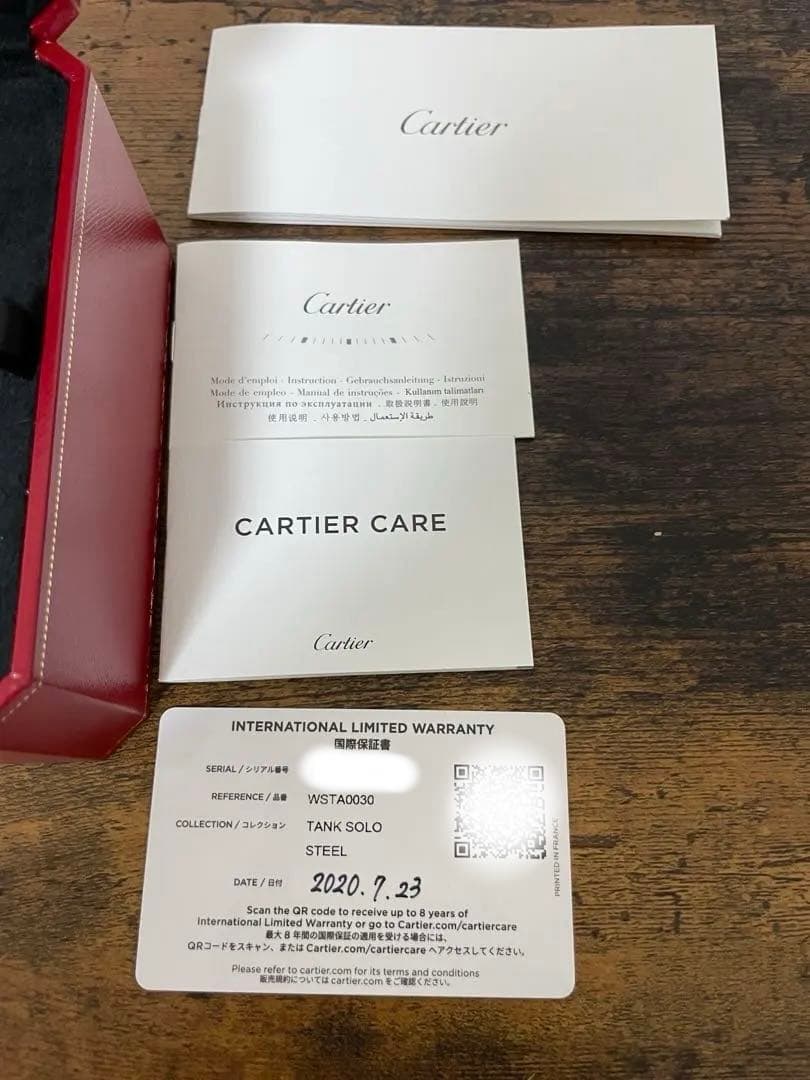 Cartier
Cartier
Mode d'emploi - Instruction - Gebrauchsanleitung - Istruzioni
Mode de empleo - Manual de instruções - Kullanım talimatları
Инструкция по эксплуатации . 取扱説明書 . 使用說明
使用说明 . 사용방법 . طريقة الإستعمال
CARTIER CARE
Cartier
INTERNATIONAL LIMITED WARRANTY
国際保証書
SERIAL / シリアル番号
REFERENCE / 品番 WSTA0030
COLLECTION / コレクション TANK SOLO
STEEL
DATE / 日付 2020.7.23
Scan the QR code to receive up to 8 years of
International Limited Warranty or go to Cartier.com/cartiercare
最大 8 年間の国際保証の適用を受ける場合には、
QRコードをスキャン、または Cartier.com/cartiercare へアクセスしてください。
Please refer to cartier.com for its terms and conditions
販売規約については cartier.com をご確認ください。
PRINTED IN FRANCE